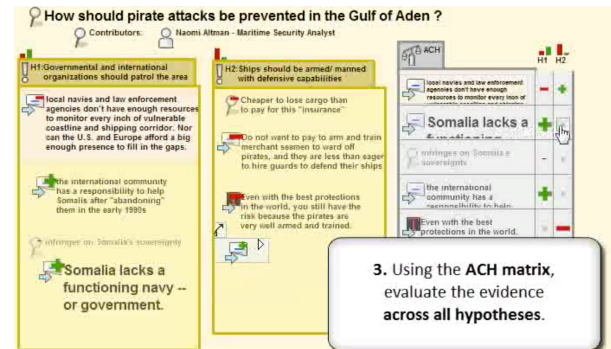 How should pirate attacks be prevented in the Gulf of Aden ?
Contributors: Naomi Altman - Maritime Security Analyst
H1:Governmental and international
organizations should patrol the area
local navies and law enforcement
agencies don't have enough resources
to monitor every inch of vulnerable
coastline and shipping corridor. Nor
can the U.S. and Europe afford a big
enough presence to fill in the gaps.
the international community
has a responsibility to help
Somalis after "abandoning"
them in the early 1990s
infringes on Somalia's sovereignty
Somalia lacks a
functioning navy --
or government.
H2:Ships should be armed/ manned
with defensive capabilities
Cheaper to lose cargo than
to pay for this "insurance"
Do not want to pay to arm and train
merchant seamen to ward off
pirates, and they are less than eager
to hire guards to defend their ships
Even with the best protections
in the world, you still have the
risk because the pirates are
very well armed and trained.
ACH
H1 H2
local navies and law enforcement
agencies don't have enough
resources to monitor every inch of
Somalia lacks a
functioning
infringes on Somalia's
sovereignty
the international
community has a
responsibility to help
Even with the best
protections in the world,
3. Using the ACH matrix,
evaluate the evidence
across all hypotheses.